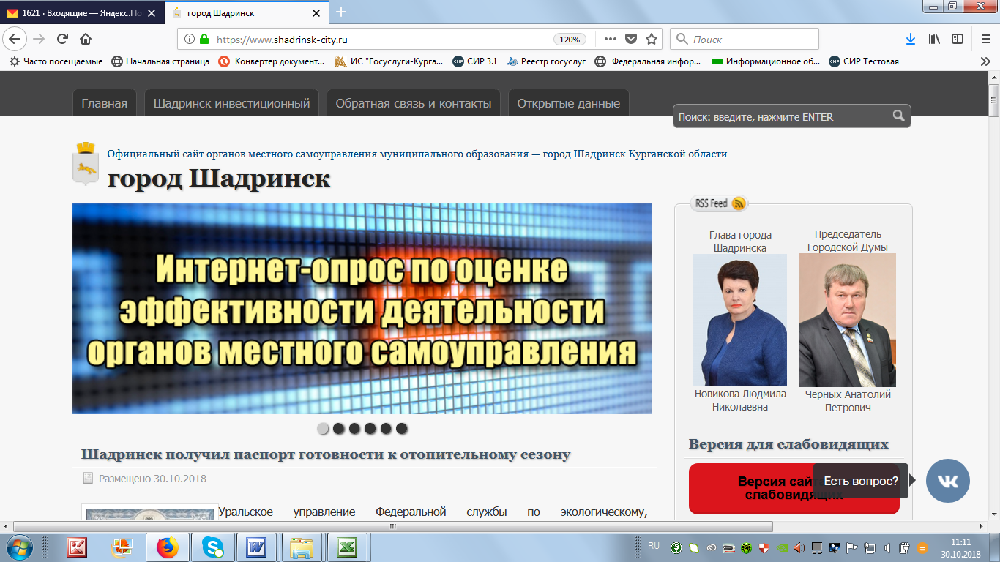 1621 · Входящие — Яндекс.По
город Шадринск
https://www.shadrinsk-city.ru
120%
Поиск
Часто посещаемые
Начальная страница
Конвертер документ...
ИС "Госуслуги-Курга...
СИР 3.1
Реестр госуслуг
Федеральная инфор...
Информационное об...
СИР Тестовая
Главная
Шадринск инвестиционный
Обратная связь и контакты
Открытые данные
Поиск: введите, нажмите ENTER
Официальный сайт органов местного самоуправления муниципального образования — город Шадринск Курганской области
город Шадринск
Интернет-опрос по оценке
эффективности деятельности
органов местного самоуправления
RSS Feed
Глава города
Шадринска
Новикова Людмила
Николаевна
Председатель
Городской Думы
Черных Анатолий
Петрович
Версия для слабовидящих
Версия сайт
слабовидящих
Есть вопрос?
Шадринск получил паспорт готовности к отопительному сезону
Размещено 30.10.2018
Уральское управление Федеральной службы по экологическому,
RU
11:11
30.10.2018